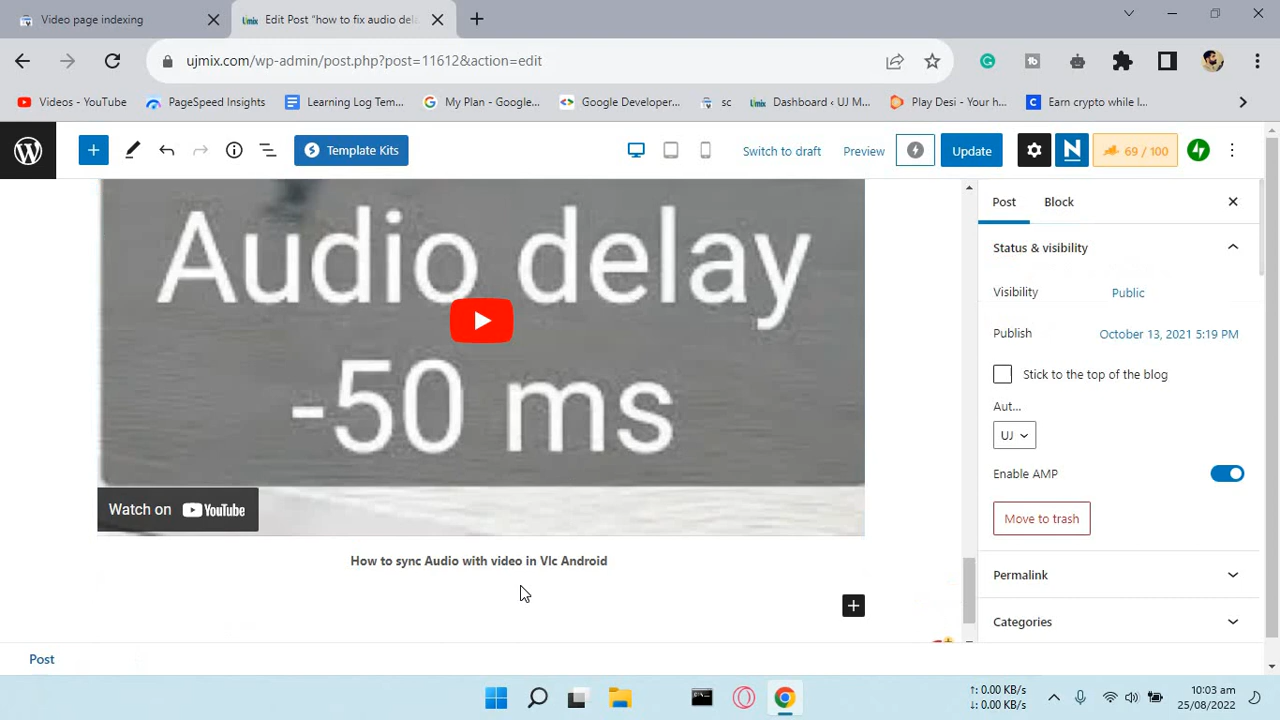 Video page indexing
Ujmix Edit Post "how to fix audio dela
ujmix.com/wp-admin/post.php?post=11612&action=edit
Videos - YouTube PageSpeed Insights Learning Log Tem... My Plan - Google... Google Developer... sc Dashboard ‹ UJ M... Play Desi - Your h... Earn crypto while l...
Template Kits Switch to draft Preview Update 69 / 100
Audio delay
-50 ms
Watch on YouTube
How to sync Audio with video in Vlc Android
Post Block
Status & visibility
Visibility Public
Publish October 13, 2021 5:19 PM
Stick to the top of the blog
Aut...
UJ
Enable AMP
Move to trash
Permalink
Categories
Post
↑: 0.00 KB/s
↓: 0.00 KB/s
10:03 am
25/08/2022